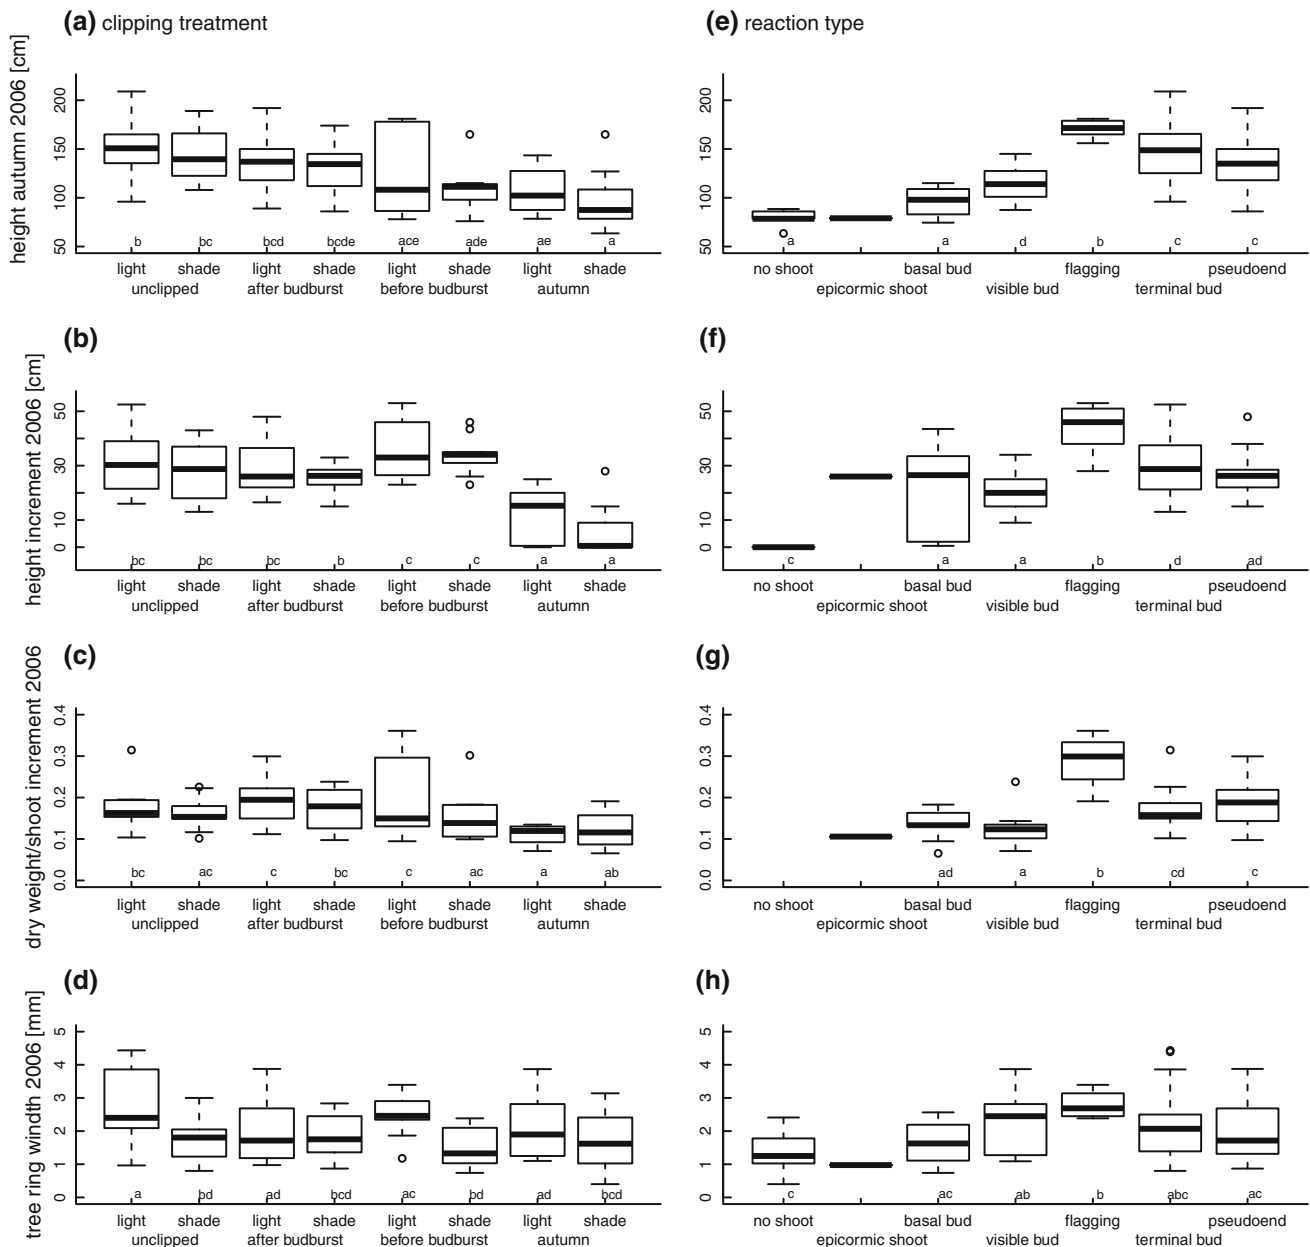 (a) clipping treatment
height autumn 2006 [cm]
200
150
100
50
b bc bcd bcde ace ade ae a
light shade light shade light shade light shade
unclipped after budburst before budburst autumn
(e) reaction type
200
150
100
50
a a d b c c
no shoot basal bud flagging pseudoend
epicormic shoot visible bud terminal bud
(b)
height increment 2006 [cm]
50
30
10
0
bc bc bc b c c a a
light shade light shade light shade light shade
unclipped after budburst before budburst autumn
(f)
50
30
10
0
c a a b d ad
no shoot basal bud flagging pseudoend
epicormic shoot visible bud terminal bud
(c)
dry weight/shoot increment 2006
0.4
0.3
0.2
0.1
0.0
bc ac c bc c ac a ab
light shade light shade light shade light shade
unclipped after budburst before budburst autumn
(g)
0.4
0.3
0.2
0.1
0.0
ad a b cd c
no shoot basal bud flagging pseudoend
epicormic shoot visible bud terminal bud
(d)
tree ring windth 2006 [mm]
5
4
3
2
1
0
a bd ad bcd ac bd ad bcd
light shade light shade light shade light shade
unclipped after budburst before budburst autumn
(h)
5
4
3
2
1
0
c ac ab b abc ac
no shoot basal bud flagging pseudoend
epicormic shoot visible bud terminal bud